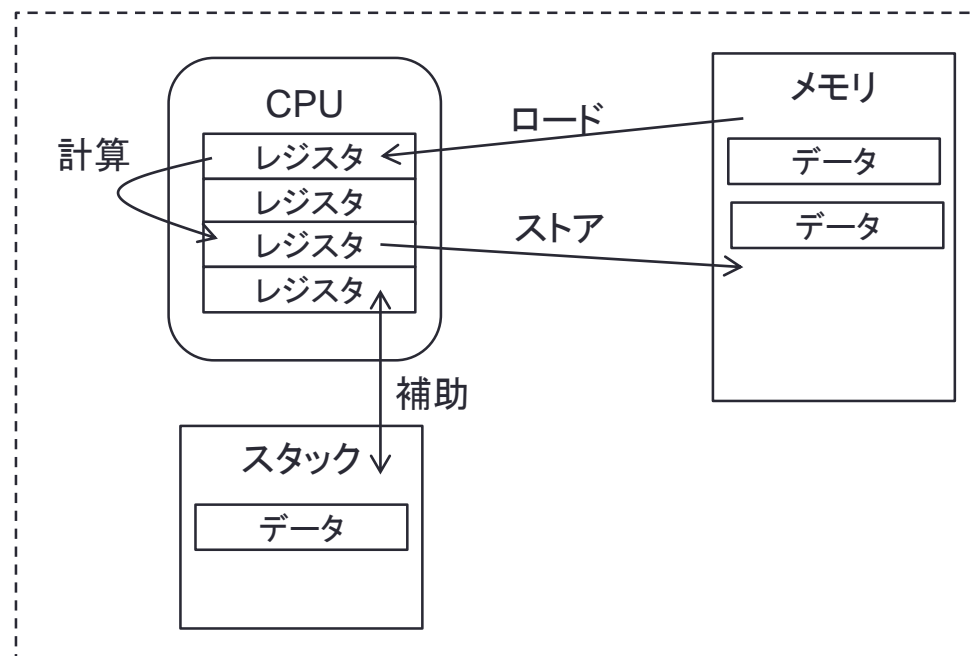 CPU
レジスタ
レジスタ
レジスタ
レジスタ
計算
ロード
ストア
メモリ
データ
データ
補助
スタック
データ